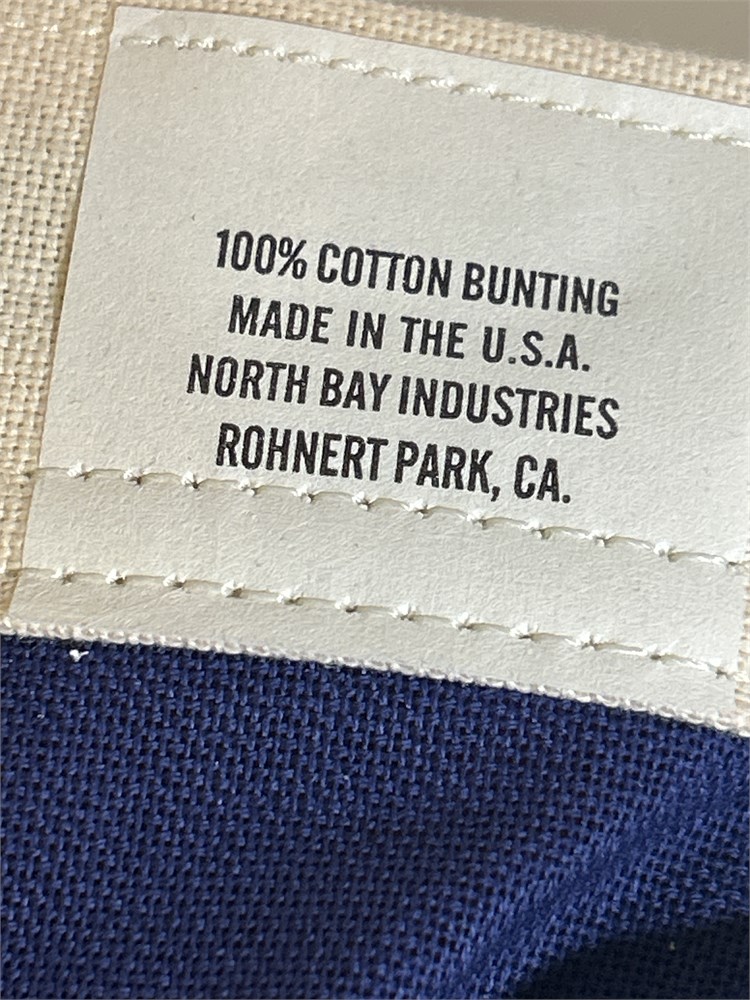 100% COTTON BUNTING
MADE IN THE U.S.A.
NORTH BAY INDUSTRIES
ROHNERT PARK, CA.